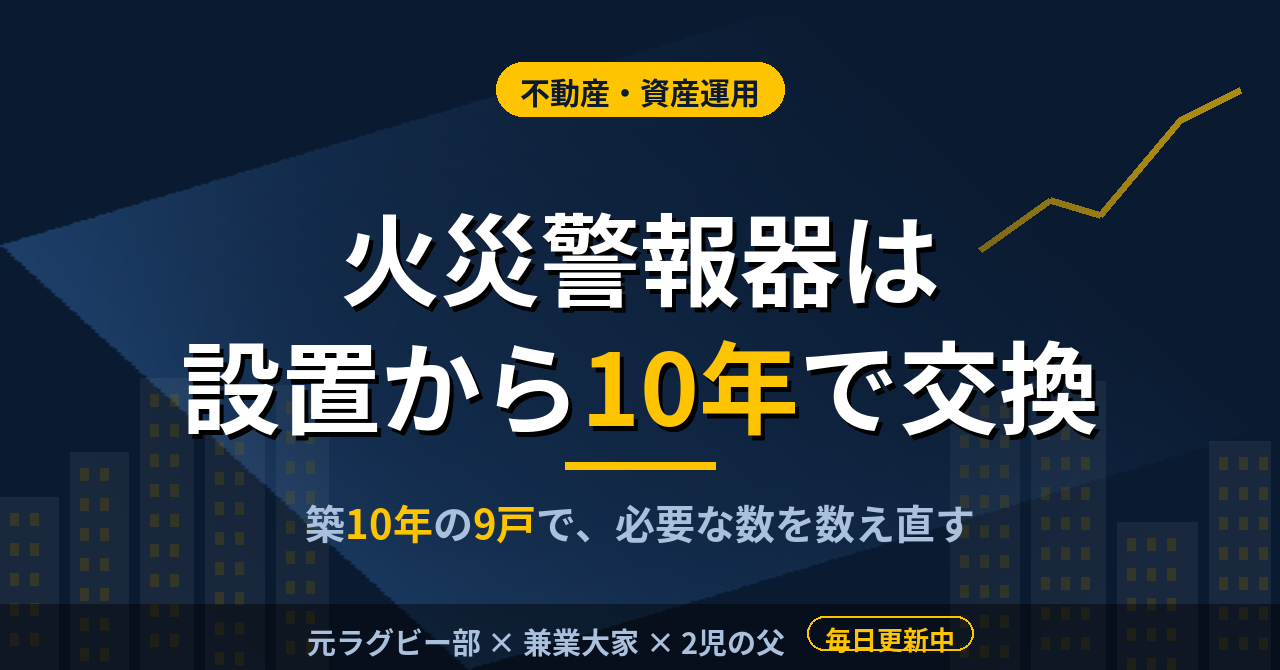 不動産・資産運用
火災警報器は
設置から10年で交換
築10年の9戸で、必要な数を数え直す
元ラグビー部 × 兼業大家 × 2児の父 毎日更新中